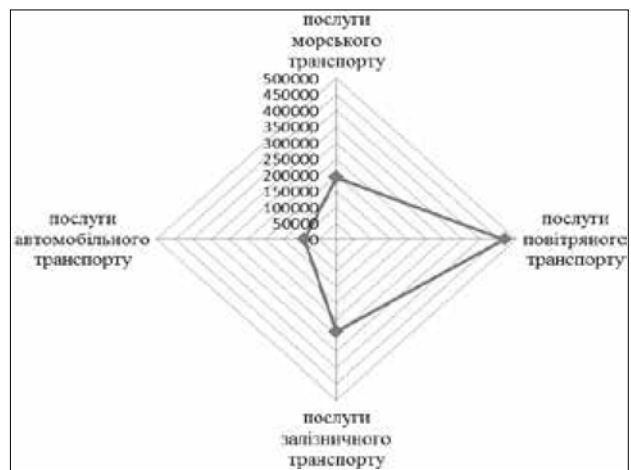 послуги
морського
транспорту
500000
450000
400000
350000
300000
250000
200000
150000
100000
50000
0
послуги
автомобільного
транспорту
послуги
повітряного
транспорту
послуги
залізничного
транспорту